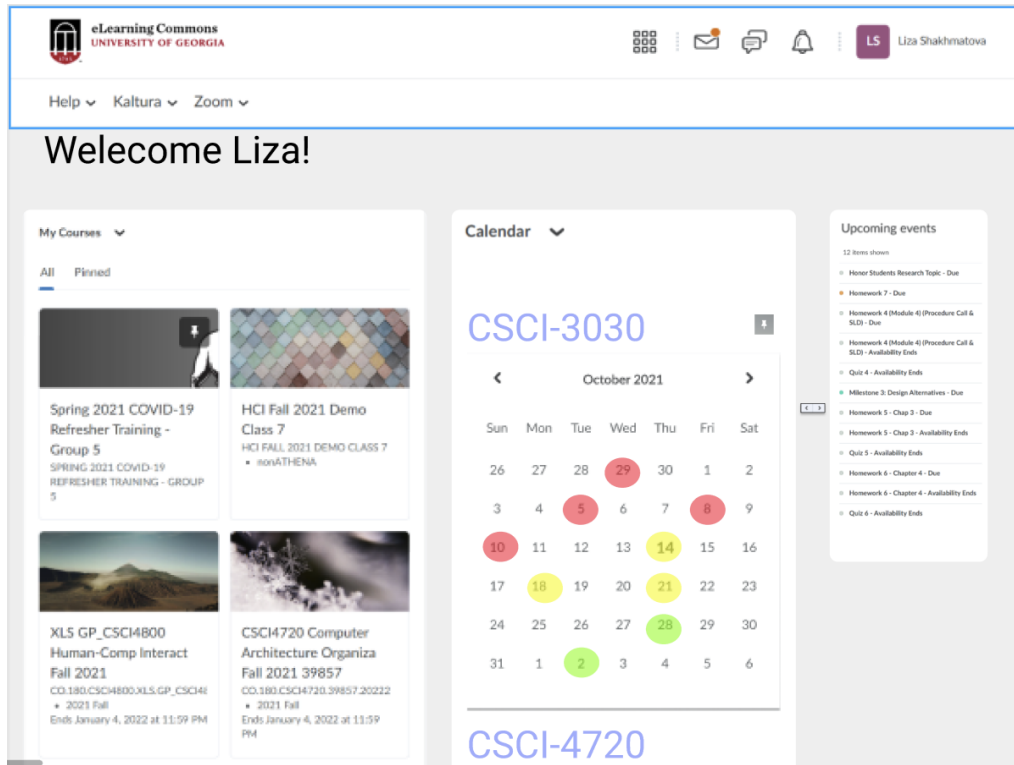 eLearning Commons
UNIVERSITY OF GEORGIA
LS
Liza Shakhmatova
Help
Kaltura
Zoom
Welecome Liza!
My Courses
All
Pinned
Spring 2021 COVID-19
Refresher Training -
Group 5
SPRING 2021 COVID-19
REFRESHER TRAINING - GROUP
5
HCI Fall 2021 Demo
Class 7
HCI FALL 2021 DEMO CLASS 7
• nonATHENA
XLS GP_CSCI4800
Human-Comp Interact
Fall 2021
CO.180.CSCI4800.XLS.GP_CSCI4
• 2021 Fall
Ends January 4, 2022 at 11:59 PM
CSCI4720 Computer
Architecture Organiza
Fall 2021 39857
CO.180.CSCI4720.39857.20222
• 2021 Fall
Ends January 4, 2022 at 11:59
PM
Calendar
CSCI-3030
October 2021
Sun Mon Tue Wed Thu Fri Sat
26 27 28 29 30 1 2
3 4 5 6 7 8 9
10 11 12 13 14 15 16
17 18 19 20 21 22 23
24 25 26 27 28 29 30
31 1 2 3 4 5 6
CSCI-4720
Upcoming events
12 items shown
Honor Students Research Topic - Due
Homework 7 - Due
Homework 4 (Module 4) (Procedure Call &
SLD) - Due
Homework 4 (Module 4) (Procedure Call &
SLD) - Availability Ends
Quiz 4 - Availability Ends
Milestone 3: Design Alternatives - Due
Homework 5 - Chap 3 - Due
Homework 5 - Chap 3 - Availability Ends
Quiz 5 - Availability Ends
Homework 6 - Chapter 4 - Due
Homework 6 - Chapter 4 - Availability Ends
Quiz 6 - Availability Ends